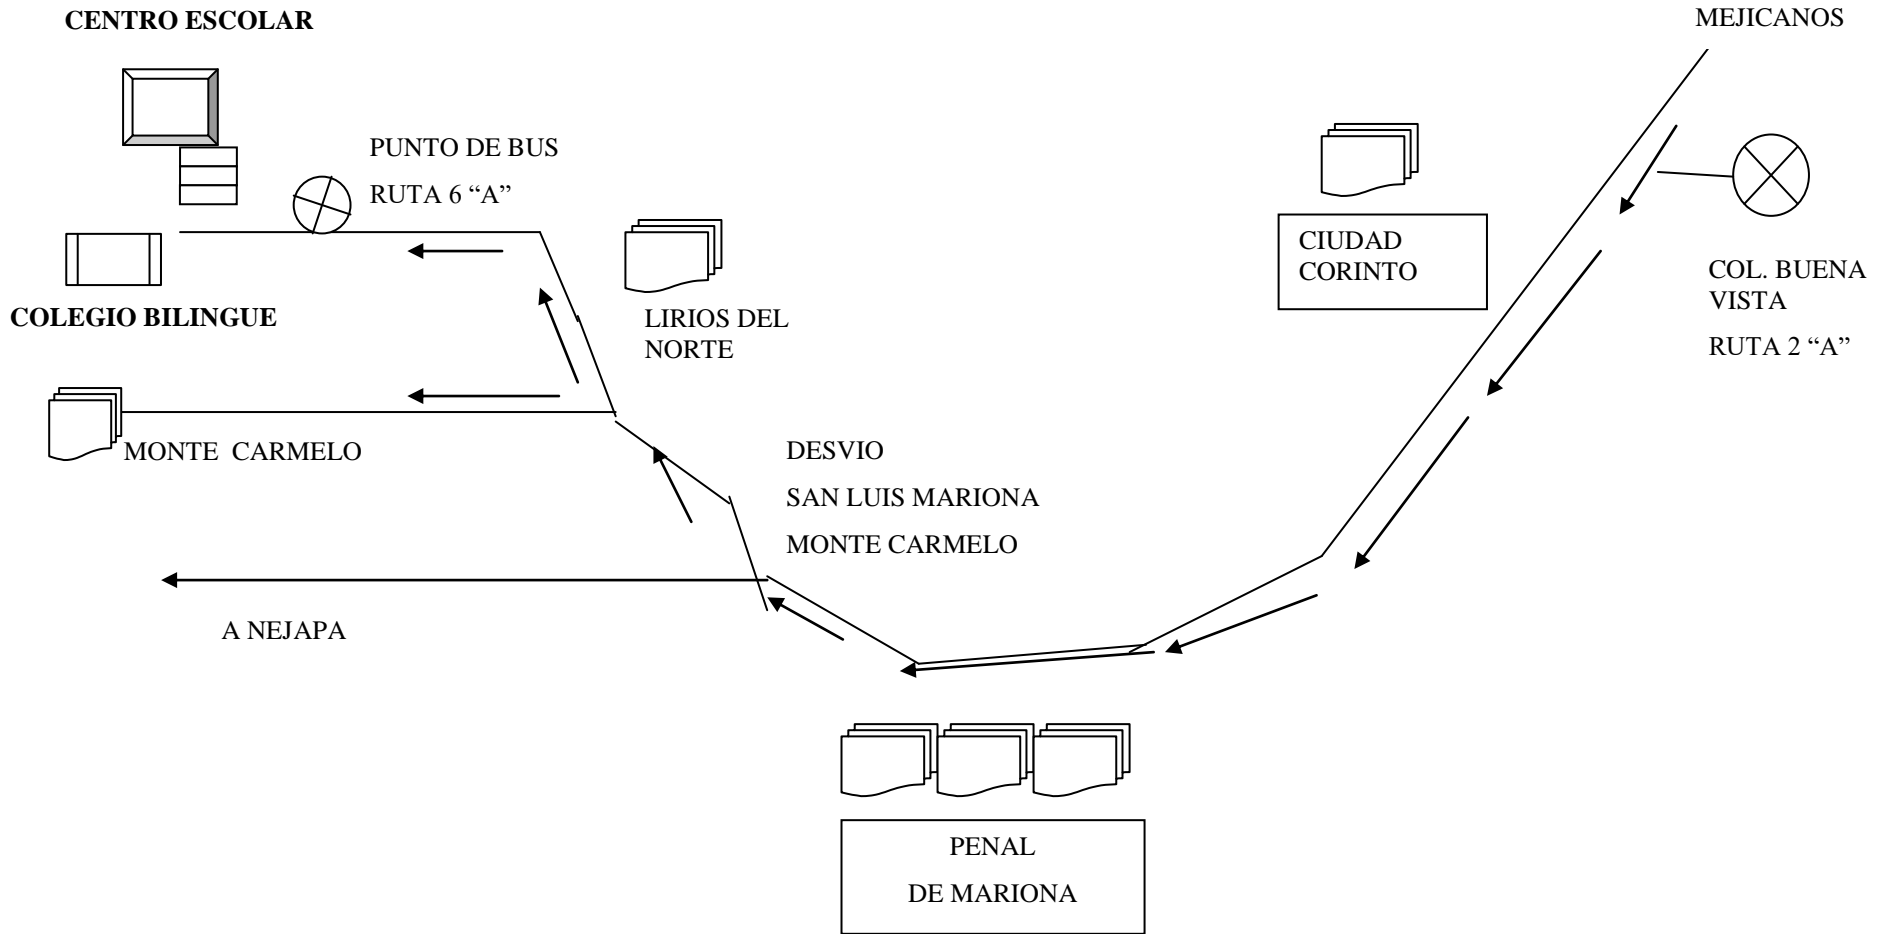 CENTRO ESCOLAR
MEJICANOS
PUNTO DE BUS
RUTA 6 “A”
CIUDAD
CORINTO
COL. BUENA
VISTA
RUTA 2 “A”
COLEGIO BILINGUE
LIRIOS DEL
NORTE
MONTE CARMELO
DESVIO
SAN LUIS MARIONA
MONTE CARMELO
A NEJAPA
PENAL
DE MARIONA